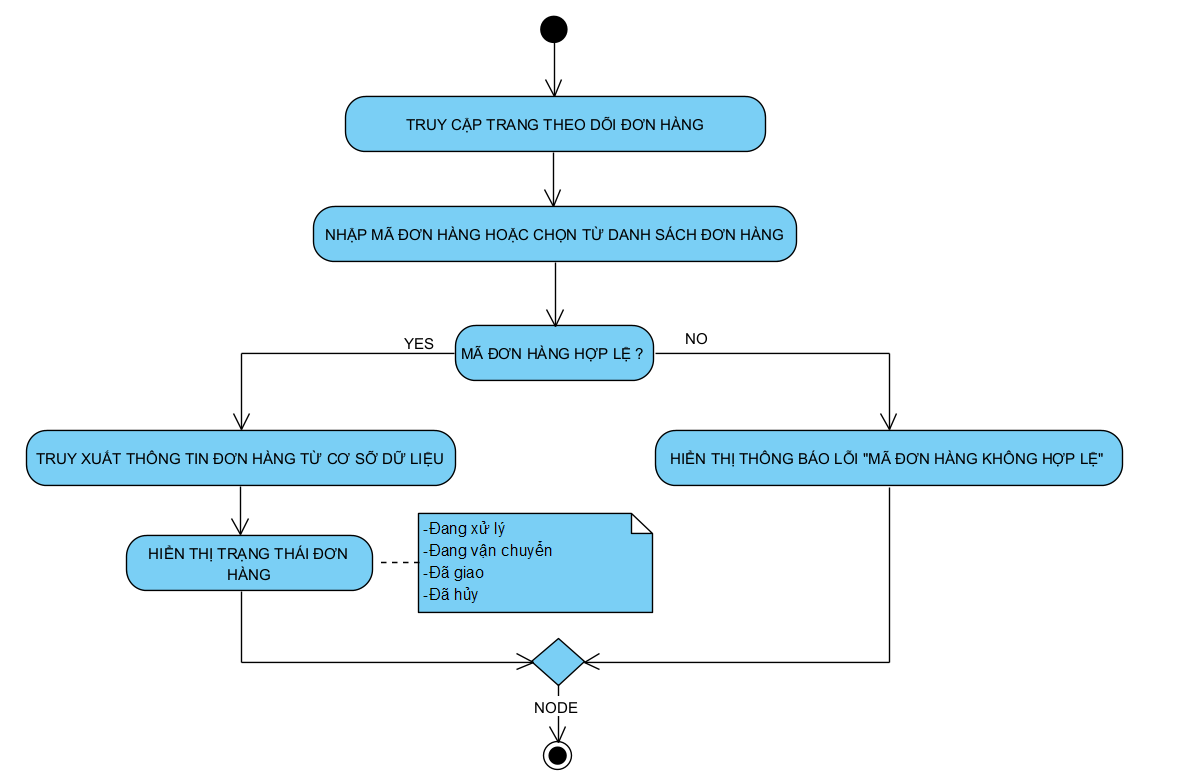 TRUY CẬP TRANG THEO DÕI ĐƠN HÀNG
NHẬP MÃ ĐƠN HÀNG HOẶC CHỌN TỪ DANH SÁCH ĐƠN HÀNG
YES
MÃ ĐƠN HÀNG HỢP LỆ ?
NO
TRUY XUẤT THÔNG TIN ĐƠN HÀNG TỪ CƠ SỠ DỮ LIỆU
HIỂN THỊ THÔNG BÁO LỖI "MÃ ĐƠN HÀNG KHÔNG HỢP LỆ"
HIỂN THỊ TRẠNG THÁI ĐƠN
HÀNG
-Đang xử lý
-Đang vận chuyển
-Đã giao
-Đã hủy
NODE